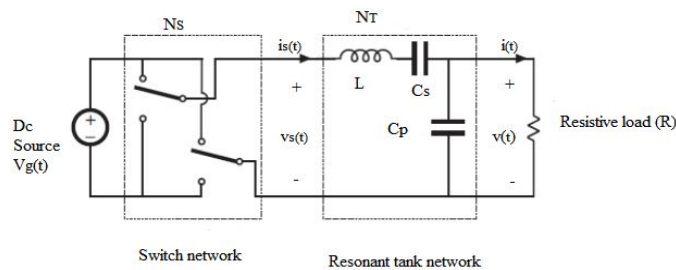 Ns
NT
is(t)
i(t)
+
+
L
Cs
+
Dc
Source
Vg(t)
vs(t)
Cp
v(t)
Resistive load (R)
-
-
-
Switch network
Resonant tank network